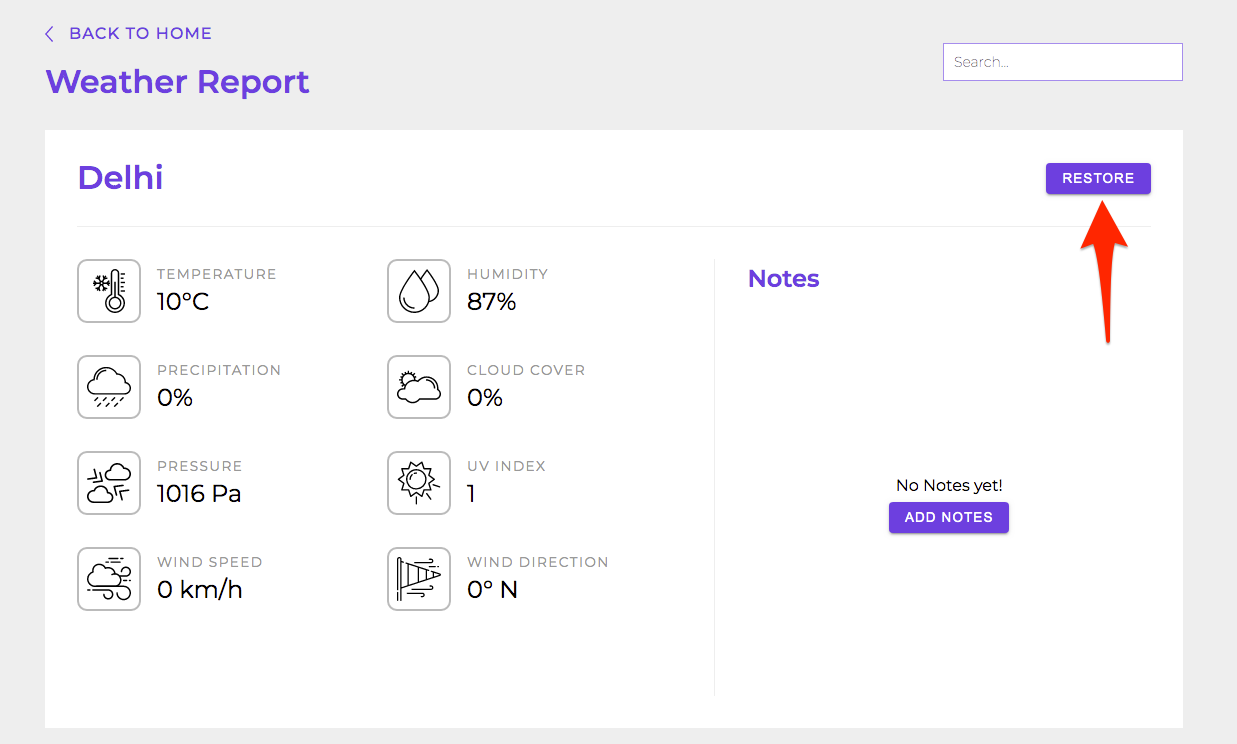 BACK TO HOME
Weather Report
Search...
Delhi
RESTORE
TEMPERATURE
10°C
HUMIDITY
87%
PRECIPITATION
0%
CLOUD COVER
0%
PRESSURE
1016 Pa
UV INDEX
1
WIND SPEED
0 km/h
WIND DIRECTION
0° N
Notes
No Notes yet!
ADD NOTES